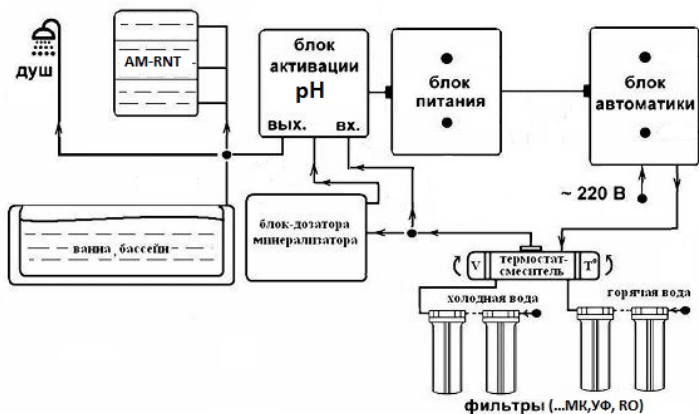 душ
AM-RNT
блок
активации
pH
вых. вх.
блок
питания
блок
автоматики
~ 220 В
блок-дозатора
минерализатора
ванна, бассейн
V термостат-
смеситель T°
холодная вода
горячая вода
фильтры (...МК,УФ, RO)